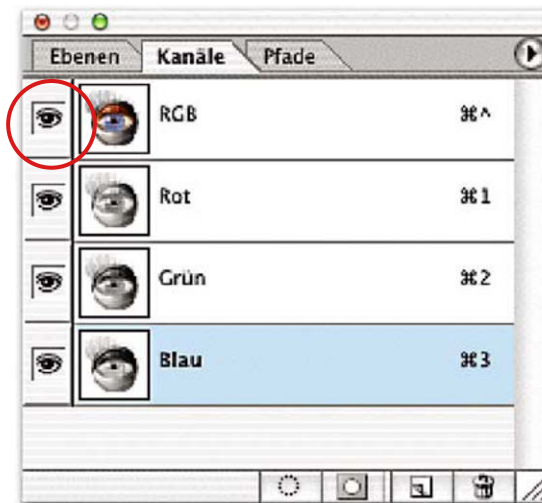 Ebenen Kanäle Pfade
RGB ⌘^
Rot ⌘1
Grün ⌘2
Blau ⌘3